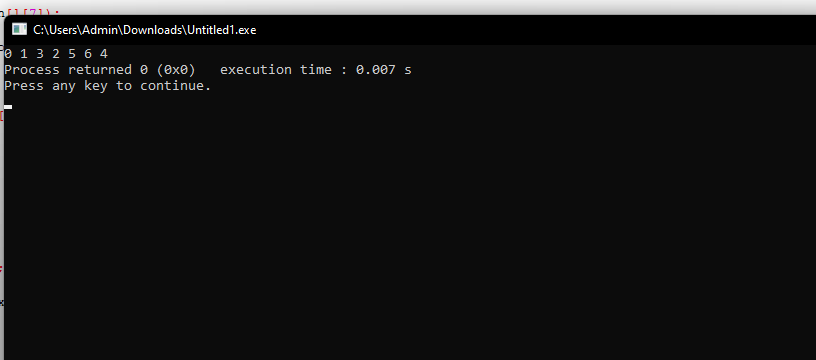 n[][7]);
C:\Users\Admin\Downloads\Untitled1.exe
0 1 3 2 5 6 4
Process returned 0 (0x0)   execution time : 0.007 s
Press any key to continue.